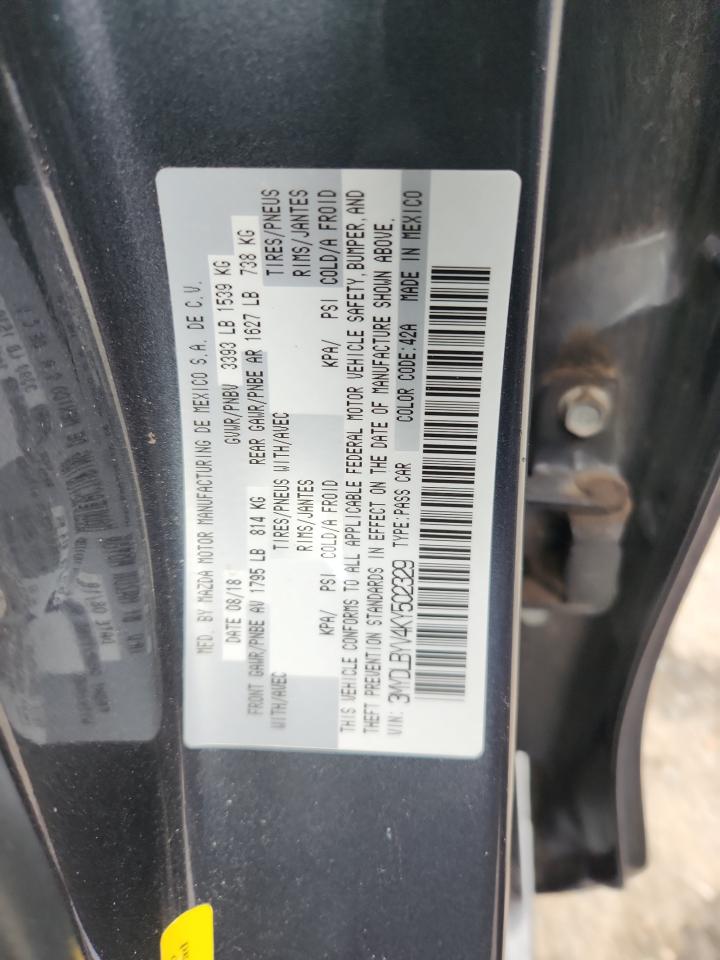 MFD. BY MAZDA MOTOR MANUFACTURING DE MEXICO S.A. DE C.V.
DATE 08/18 GVWR/PNBV 3393 LB 1539 KG
FRONT GAWR/PNBE AV 1795 LB 814 KG REAR GAWR/PNBE AR 1627 LB 738 KG
WITH/AVEC TIRES/PNEUS WITH/AVEC TIRES/PNEUS
RIMS/JANTES RIMS/JANTES
KPA/ PSI COLD/A FROID KPA/ PSI COLD/A FROID
THIS VEHICLE CONFORMS TO ALL APPLICABLE FEDERAL MOTOR VEHICLE SAFETY, BUMPER, AND
THEFT PREVENTION STANDARDS IN EFFECT ON THE DATE OF MANUFACTURE SHOWN ABOVE.
VIN: 3MYDLBYV4KY502329 TYPE:PASS CAR COLOR CODE:42A MADE IN MEXICO